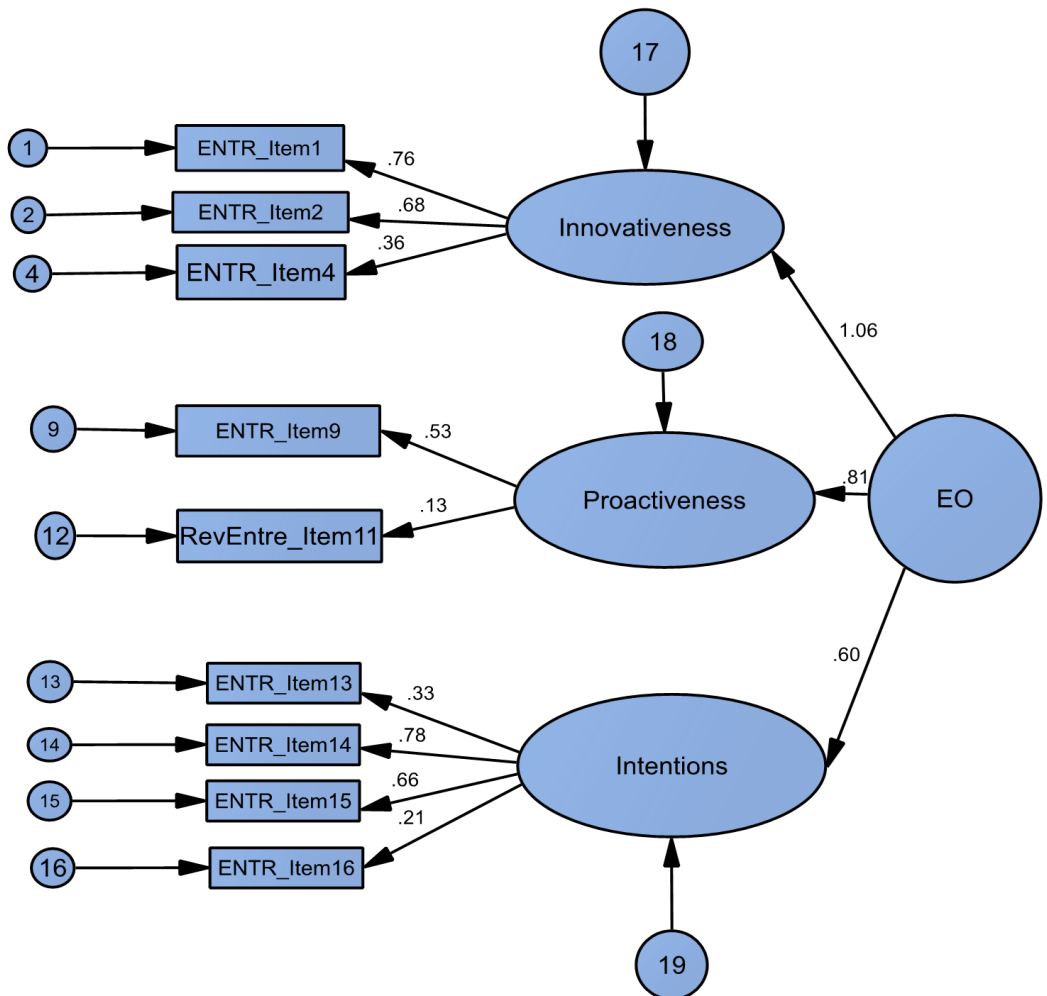 17
1
ENTR_Item1
.76
2
ENTR_Item2
.68
Innovativeness
4
ENTR_Item4
.36
1.06
18
9
ENTR_Item9
.53
Proactiveness
.81
EO
12
RevEntre_Item11
.13
.60
13
ENTR_Item13
.33
14
ENTR_Item14
.78
Intentions
15
ENTR_Item15
.66
.21
16
ENTR_Item16
19